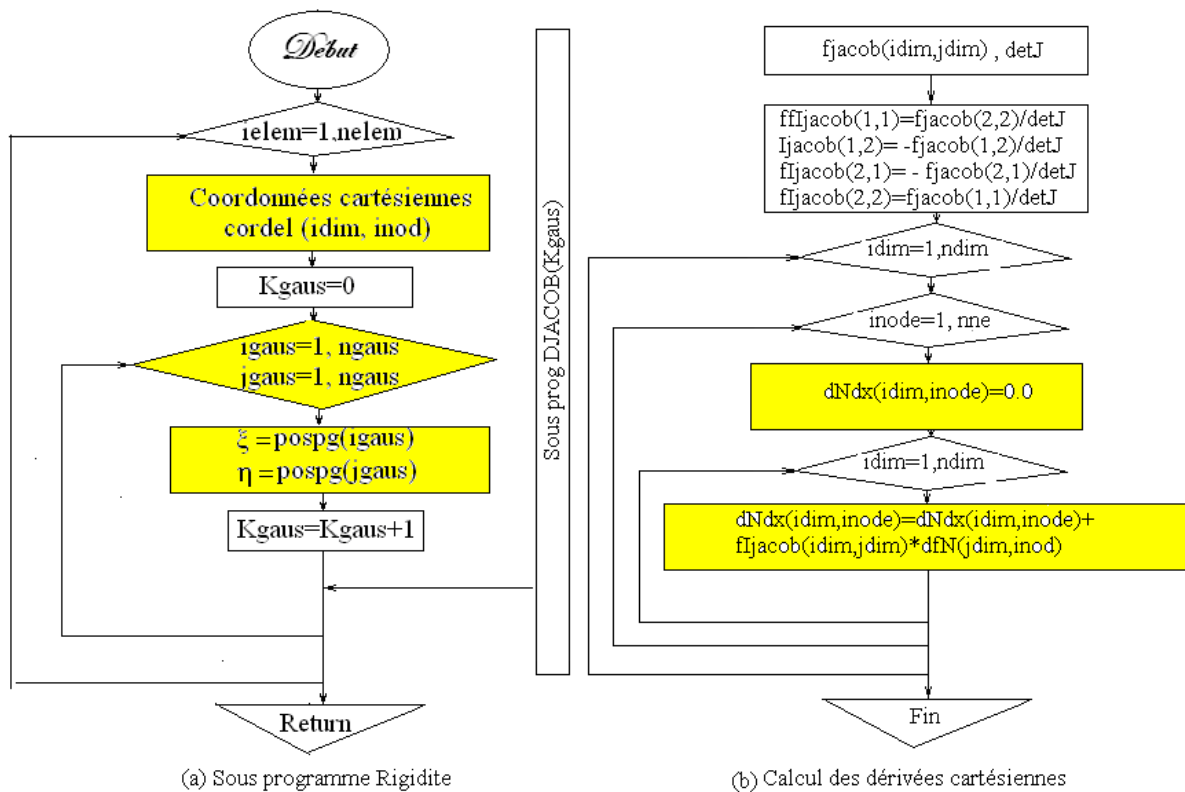 Début
ielem=1,nelem
Coordonnées cartésiennes
cordel (idim, inod)
Kgaus=0
igaus=1, ngaus
jgaus=1, ngaus
ξ =pospg(igaus)
η =pospg(jgaus)
Kgaus=Kgaus+1
Return
(a) Sous programme Rigidite
Sous prog DJACOB(Kgaus)
fjacob(idim,jdim) , detJ
ffIjacob(1,1)=fjacob(2,2)/detJ
Ijacob(1,2)= -fjacob(1,2)/detJ
fIjacob(2,1)= - fjacob(2,1)/detJ
fIjacob(2,2)=fjacob(1,1)/detJ
idim=1,ndim
inode=1, nne
dNdx(idim,inode)=0.0
idim=1,ndim
dNdx(idim,inode)=dNdx(idim,inode)+
fIjacob(idim,jdim)*dfN(jdim,inod)
Fin
(b) Calcul des dérivées cartésiennes